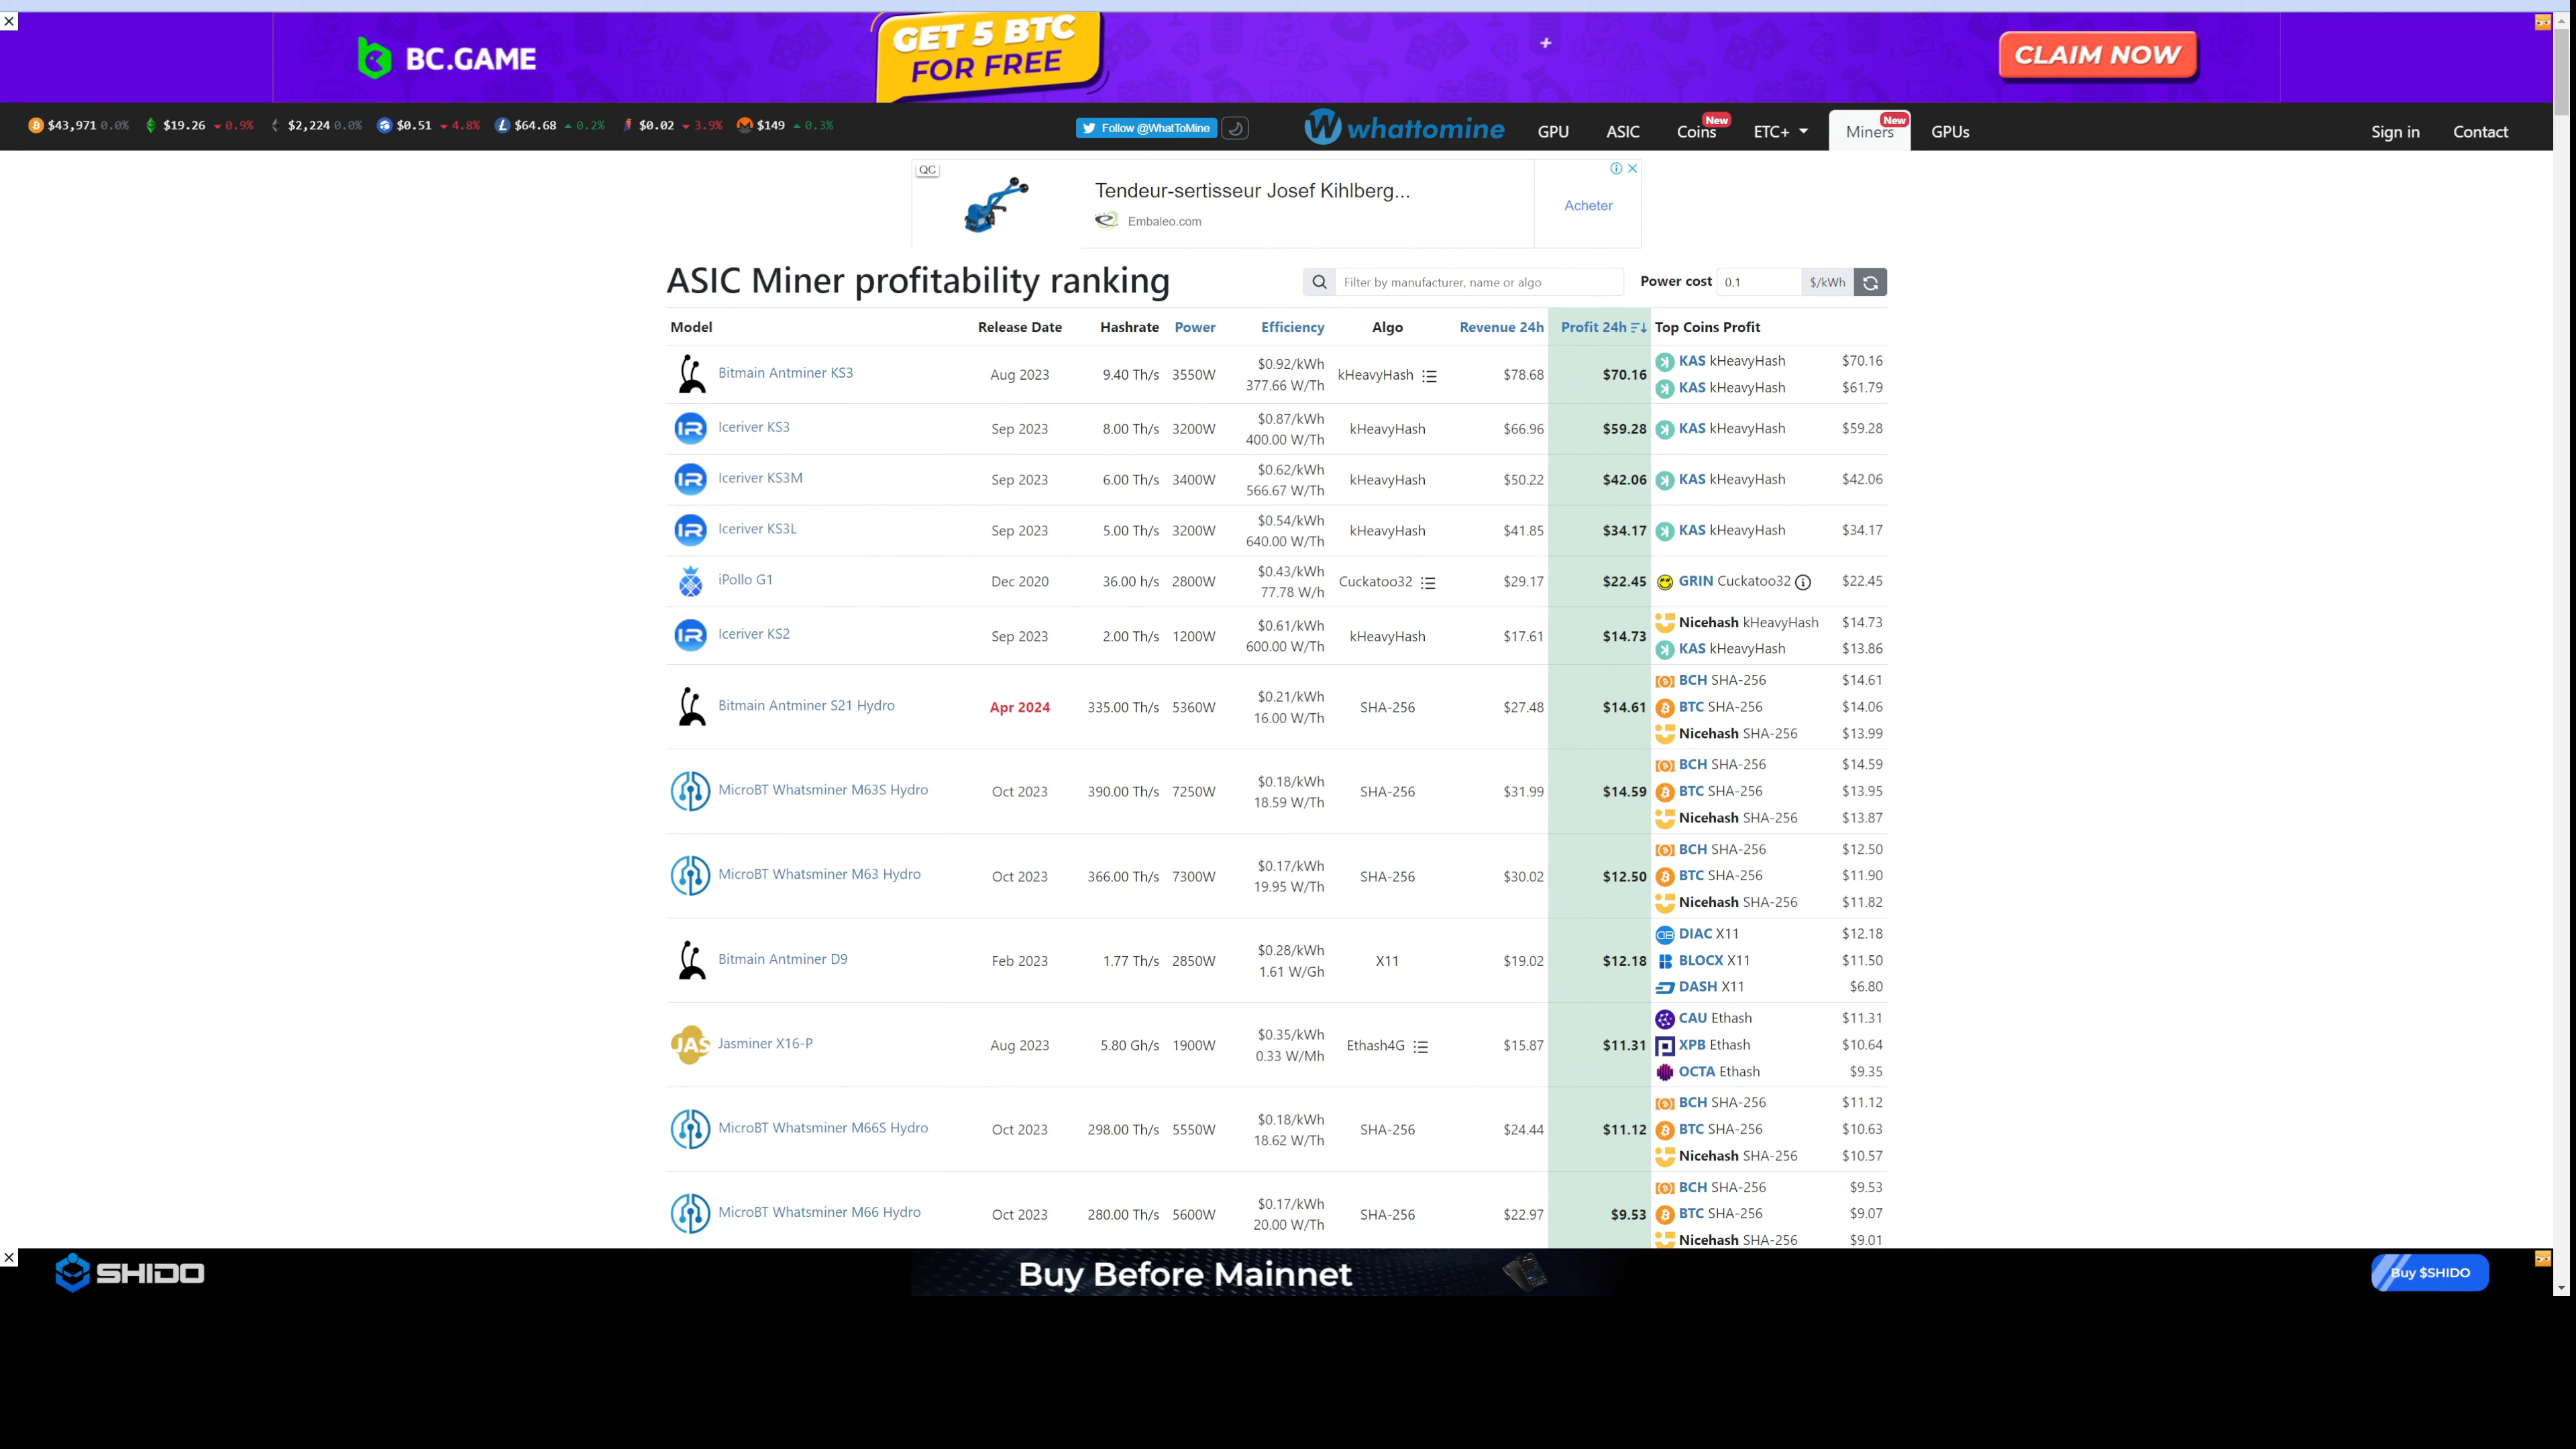 BC.GAME
GET 5 BTC
FOR FREE
CLAIM NOW
$43,971 0.0% $19.26 0.9% $2,224 0.0% $0.51 4.8% $64.68 0.2% $0.02 3.9% $149 0.3%
Follow @WhatToMine
whattomine
GPU ASIC Coins New ETC+ Miners New GPUs
Sign in Contact
QC
Tendeur-sertisseur Josef Kihlberg...
Embaleo.com
Acheter
ASIC Miner profitability ranking
Filter by manufacturer, name or algo
Power cost 0.1 $/kWh
Model Release Date Hashrate Power Efficiency Algo Revenue 24h Profit 24h Top Coins Profit
Bitmain Antminer KS3 Aug 2023 9.40 Th/s 3550W $0.92/kWh 377.66 W/Th kHeavyHash $78.68 $70.16
KAS kHeavyHash $70.16
KAS kHeavyHash $61.79
IR Iceriver KS3 Sep 2023 8.00 Th/s 3200W $0.87/kWh 400.00 W/Th kHeavyHash $66.96 $59.28
KAS kHeavyHash $59.28
IR Iceriver KS3M Sep 2023 6.00 Th/s 3400W $0.62/kWh 566.67 W/Th kHeavyHash $50.22 $42.06
KAS kHeavyHash $42.06
IR Iceriver KS3L Sep 2023 5.00 Th/s 3200W $0.54/kWh 640.00 W/Th kHeavyHash $41.85 $34.17
KAS kHeavyHash $34.17
iPollo G1 Dec 2020 36.00 h/s 2800W $0.43/kWh 77.78 W/h Cuckatoo32 $29.17 $22.45
GRIN Cuckatoo32 $22.45
IR Iceriver KS2 Sep 2023 2.00 Th/s 1200W $0.61/kWh 600.00 W/Th kHeavyHash $17.61 $14.73
Nicehash kHeavyHash $14.73
KAS kHeavyHash $13.86
Bitmain Antminer S21 Hydro Apr 2024 335.00 Th/s 5360W $0.21/kWh 16.00 W/Th SHA-256 $27.48 $14.61
BCH SHA-256 $14.61
BTC SHA-256 $14.06
Nicehash SHA-256 $13.99
MicroBT Whatsminer M63S Hydro Oct 2023 390.00 Th/s 7250W $0.18/kWh 18.59 W/Th SHA-256 $31.99 $14.59
BCH SHA-256 $14.59
BTC SHA-256 $13.95
Nicehash SHA-256 $13.87
MicroBT Whatsminer M63 Hydro Oct 2023 366.00 Th/s 7300W $0.17/kWh 19.95 W/Th SHA-256 $30.02 $12.50
BCH SHA-256 $12.50
BTC SHA-256 $11.90
Nicehash SHA-256 $11.82
Bitmain Antminer D9 Feb 2023 1.77 Th/s 2850W $0.28/kWh 1.61 W/Gh X11 $19.02 $12.18
DIAC X11 $12.18
BLOCX X11 $11.50
DASH X11 $6.80
JAS Jasminer X16-P Aug 2023 5.80 Gh/s 1900W $0.35/kWh 0.33 W/Mh Ethash4G $15.87 $11.31
CAU Ethash $11.31
XPB Ethash $10.64
OCTA Ethash $9.35
MicroBT Whatsminer M66S Hydro Oct 2023 298.00 Th/s 5550W $0.18/kWh 18.62 W/Th SHA-256 $24.44 $11.12
BCH SHA-256 $11.12
BTC SHA-256 $10.63
Nicehash SHA-256 $10.57
MicroBT Whatsminer M66 Hydro Oct 2023 280.00 Th/s 5600W $0.17/kWh 20.00 W/Th SHA-256 $22.97 $9.53
BCH SHA-256 $9.53
BTC SHA-256 $9.07
Nicehash SHA-256 $9.01
SHIDO
Buy Before Mainnet
Buy $SHIDO